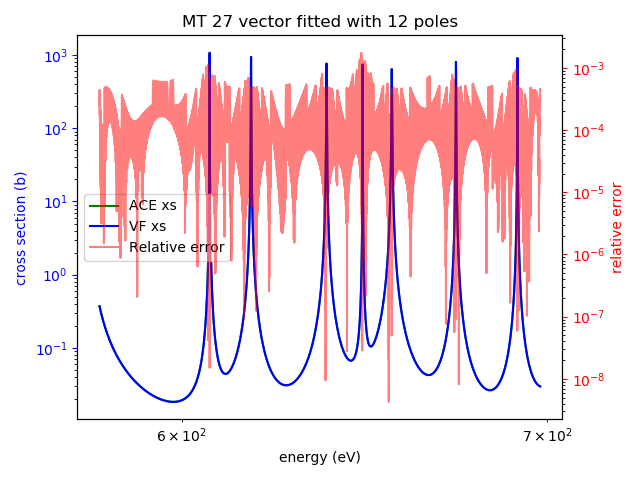 MT 27 vector fitted with 12 poles
10³
10²
10¹
10⁰
10⁻¹
cross section (b)
10⁻³
10⁻⁴
10⁻⁵
10⁻⁶
10⁻⁷
10⁻⁸
relative error
ACE xs
VF xs
Relative error
6 × 10² 7 × 10²
energy (eV)